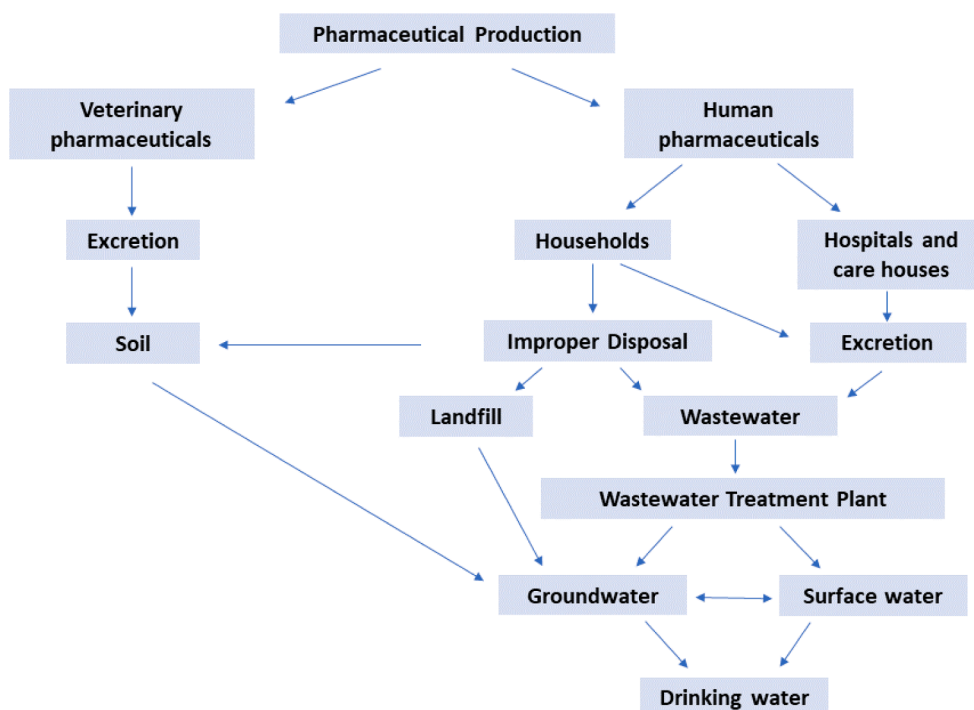 Pharmaceutical Production
Veterinary
pharmaceuticals
Human
pharmaceuticals
Excretion
Households
Hospitals and
care houses
Soil
Improper Disposal
Excretion
Landfill
Wastewater
Wastewater Treatment Plant
Groundwater
Surface water
Drinking water